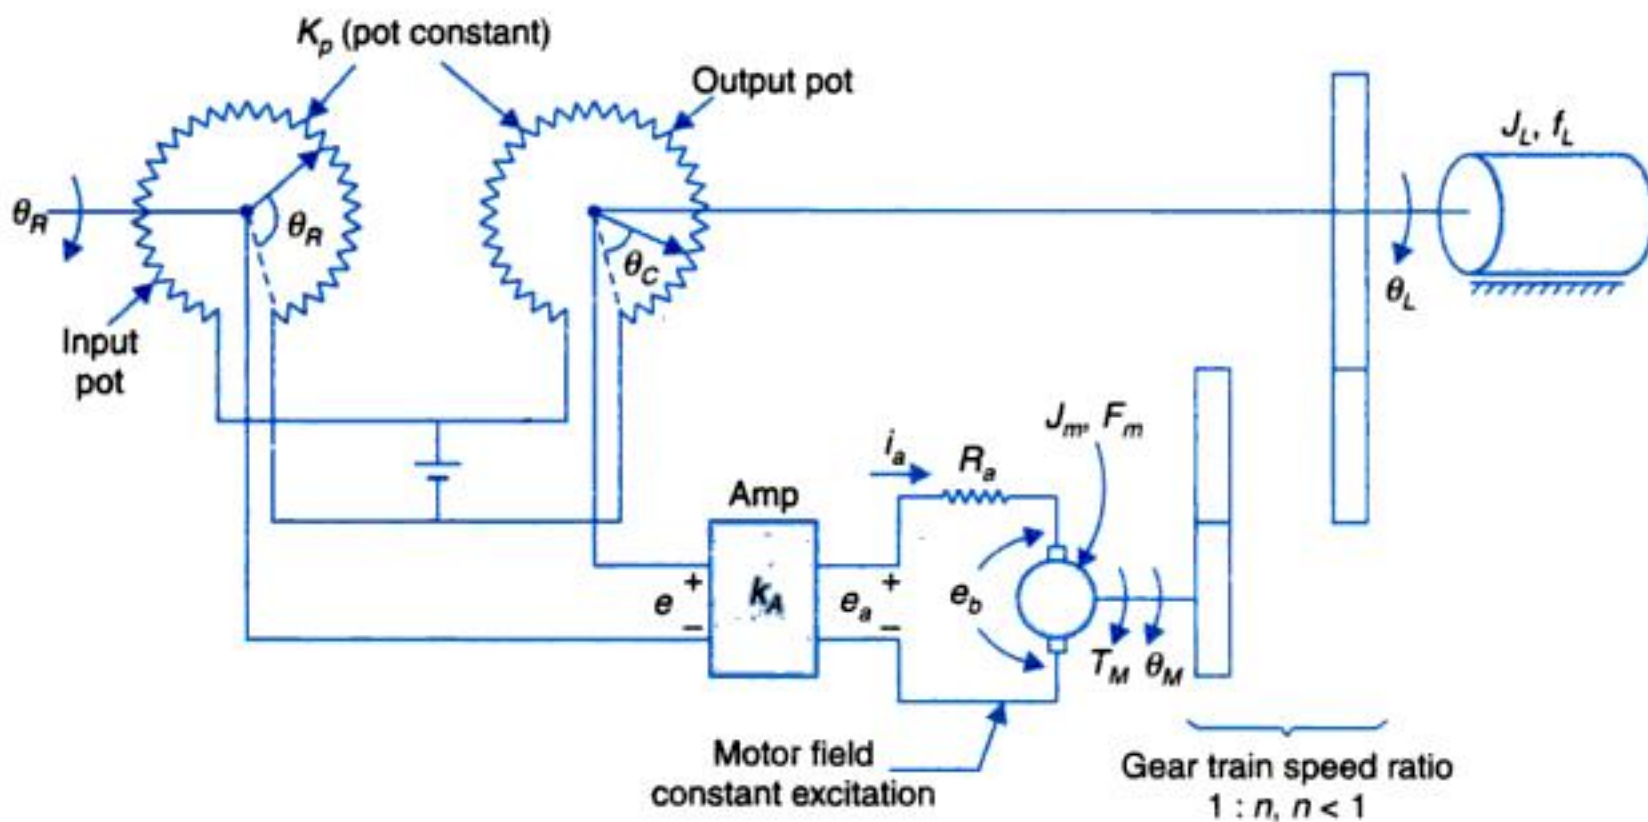 K_p (pot constant)
Output pot
J_L, f_L
θ_R
θ_R
θ_C
θ_L
Input
pot
J_m, F_m
i_a
R_a
Amp
+
e
−
k_A
+
e_a
−
e_b
T_M θ_M
Motor field
constant excitation
Gear train speed ratio
1 : n, n < 1